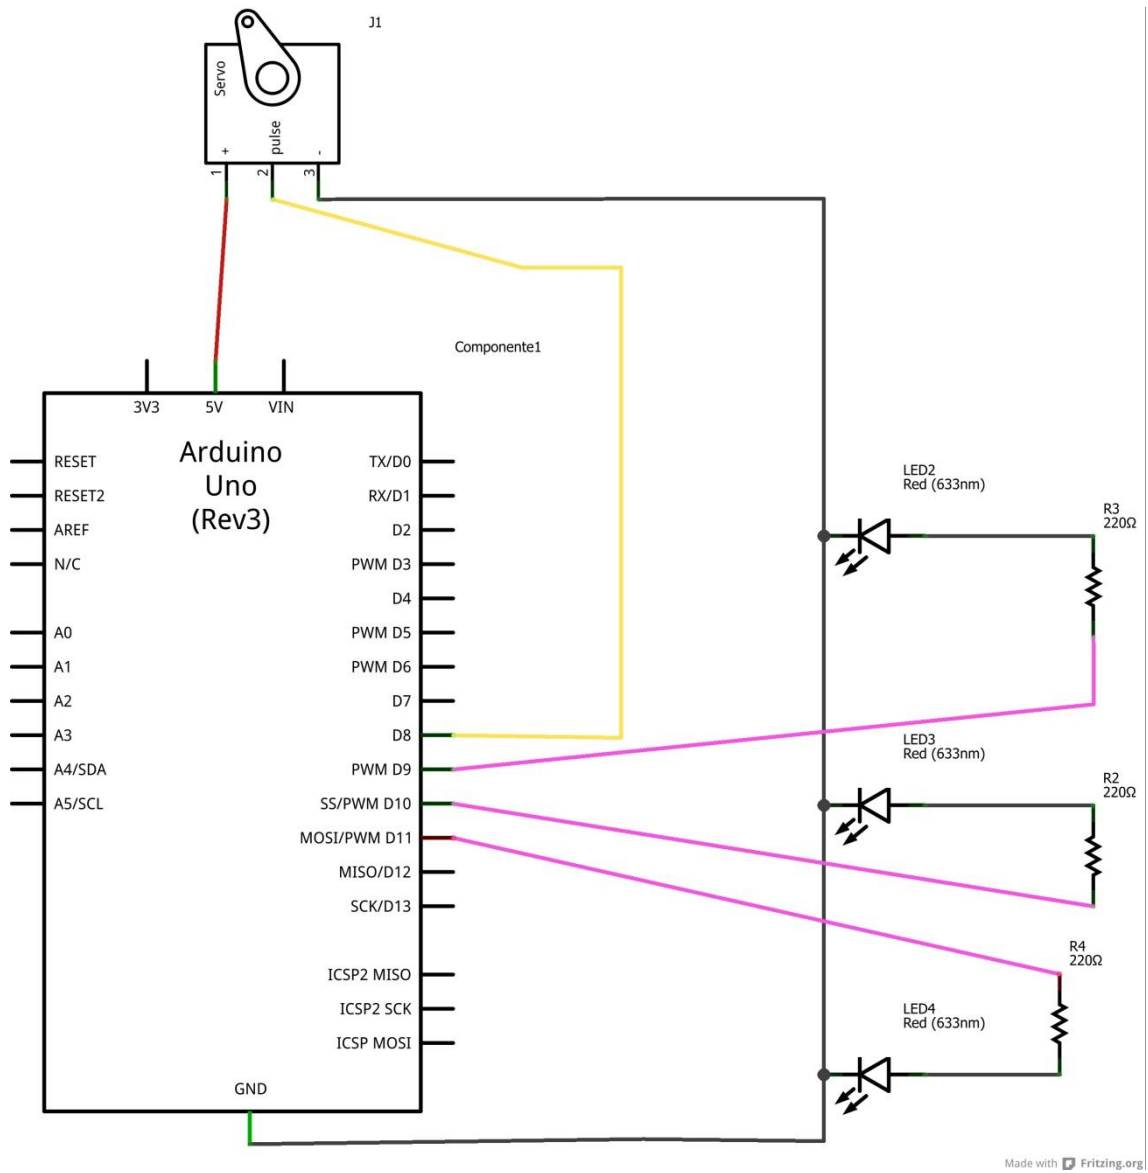 J1
Servo
+
pulse
-
1
2
3
Componente1
3V3
5V
VIN
Arduino
Uno
(Rev3)
RESET
RESET2
AREF
N/C
A0
A1
A2
A3
A4/SDA
A5/SCL
TX/D0
RX/D1
D2
PWM D3
D4
PWM D5
PWM D6
D7
D8
PWM D9
SS/PWM D10
MOSI/PWM D11
MISO/D12
SCK/D13
ICSP2 MISO
ICSP2 SCK
ICSP MOSI
GND
LED2
Red (633nm)
R3
220Ω
LED3
Red (633nm)
R2
220Ω
R4
220Ω
LED4
Red (633nm)
Made with Fritzing.org